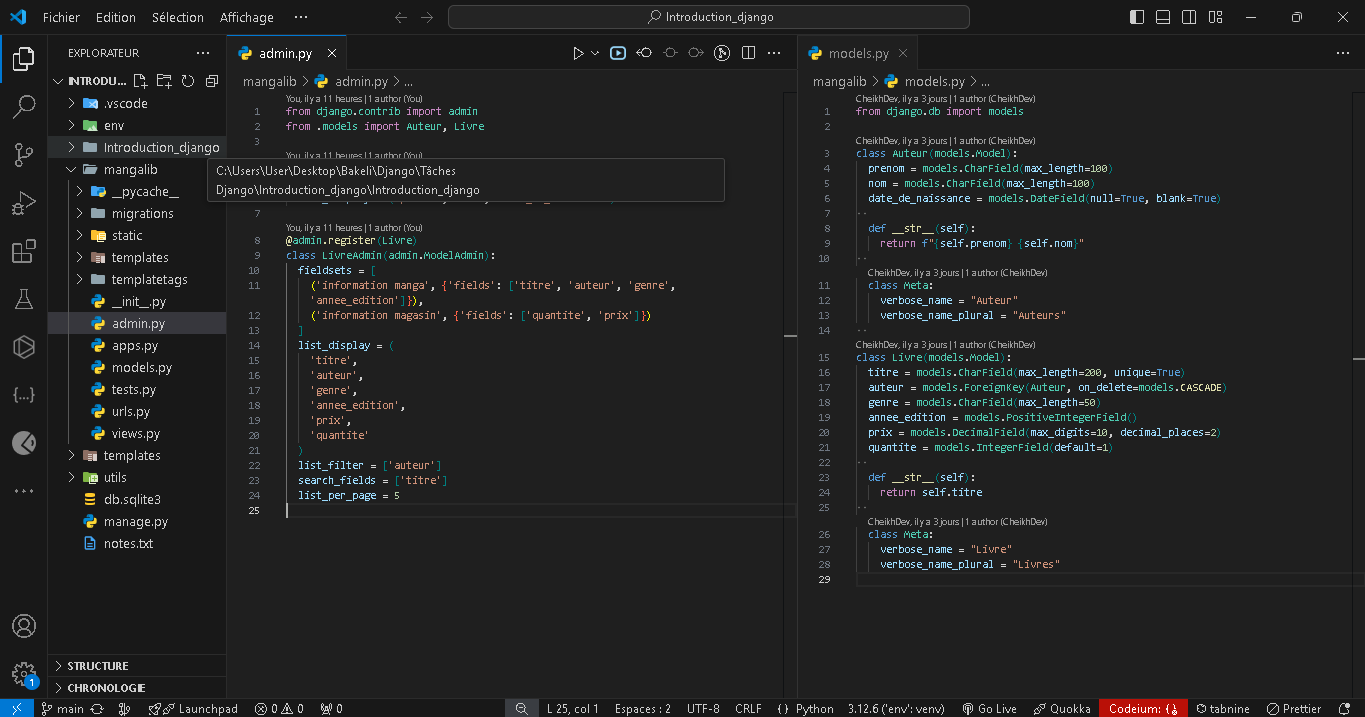 Fichier Edition Sélection Affichage ··· Introduction_django
EXPLORATEUR ···
INTRODU...
.vscode
env
Introduction_django
mangalib
__pycache__
migrations
static
templates
templatetags
__init__.py
admin.py
apps.py
models.py
tests.py
urls.py
views.py
templates
utils
db.sqlite3
manage.py
notes.txt
STRUCTURE
CHRONOLOGIE
C:\Users\User\Desktop\Bakeli\Django\Tâches
Django\Introduction_django\Introduction_django
admin.py
mangalib > admin.py > ...
You, il y a 11 heures | 1 author (You)
1 from django.contrib import admin
2 from .models import Auteur, Livre
3
You, il y a 11 heures | 1 author (You)
7
You, il y a 11 heures | 1 author (You)
8 @admin.register(Livre)
9 class LivreAdmin(admin.ModelAdmin):
10 fieldsets = [
11 ('information manga', {'fields': ['titre', 'auteur', 'genre',
'annee_edition']}),
12 ('information magasin', {'fields': ['quantite', 'prix']})
13 ]
14 list_display = (
15 'titre',
16 'auteur',
17 'genre',
18 'annee_edition',
19 'prix',
20 'quantite'
21 )
22 list_filter = ['auteur']
23 search_fields = ['titre']
24 list_per_page = 5
25
models.py
mangalib > models.py > ...
CheikhDev, il y a 3 jours | 1 author (CheikhDev)
1 from django.db import models
2
CheikhDev, il y a 3 jours | 1 author (CheikhDev)
3 class Auteur(models.Model):
4 prenom = models.CharField(max_length=100)
5 nom = models.CharField(max_length=100)
6 date_de_naissance = models.DateField(null=True, blank=True)
7
8 def __str__(self):
9 return f"{self.prenom} {self.nom}"
10
CheikhDev, il y a 3 jours | 1 author (CheikhDev)
11 class Meta:
12 verbose_name = "Auteur"
13 verbose_name_plural = "Auteurs"
14
CheikhDev, il y a 3 jours | 1 author (CheikhDev)
15 class Livre(models.Model):
16 titre = models.CharField(max_length=200, unique=True)
17 auteur = models.ForeignKey(Auteur, on_delete=models.CASCADE)
18 genre = models.CharField(max_length=50)
19 annee_edition = models.PositiveIntegerField()
20 prix = models.DecimalField(max_digits=10, decimal_places=2)
21 quantite = models.IntegerField(default=1)
22
23 def __str__(self):
24 return self.titre
25
CheikhDev, il y a 3 jours | 1 author (CheikhDev)
26 class Meta:
27 verbose_name = "Livre"
28 verbose_name_plural = "Livres"
29
1
main Launchpad 0 0 0 L 25, col 1 Espaces : 2 UTF-8 CRLF {} Python 3.12.6 ('env': venv) Go Live Quokka Codeium: {} tabnine Prettier